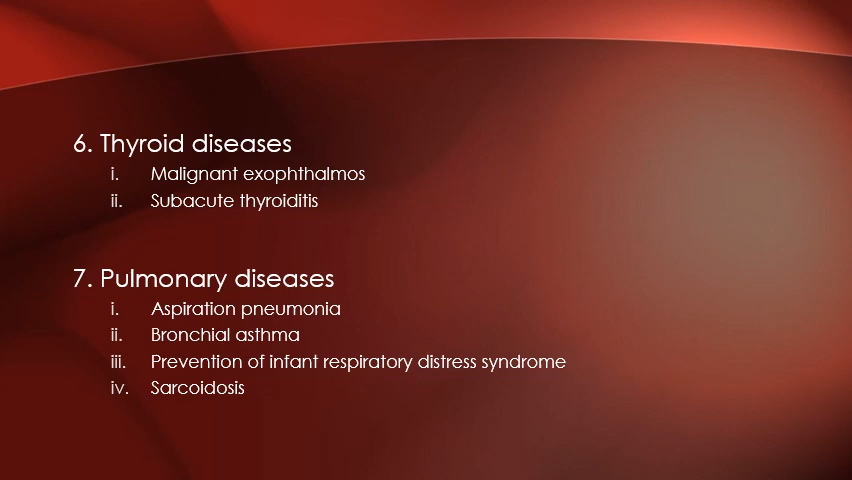 6. Thyroid diseases
i. Malignant exophthalmos
ii. Subacute thyroiditis
7. Pulmonary diseases
i. Aspiration pneumonia
ii. Bronchial asthma
iii. Prevention of infant respiratory distress syndrome
iv. Sarcoidosis